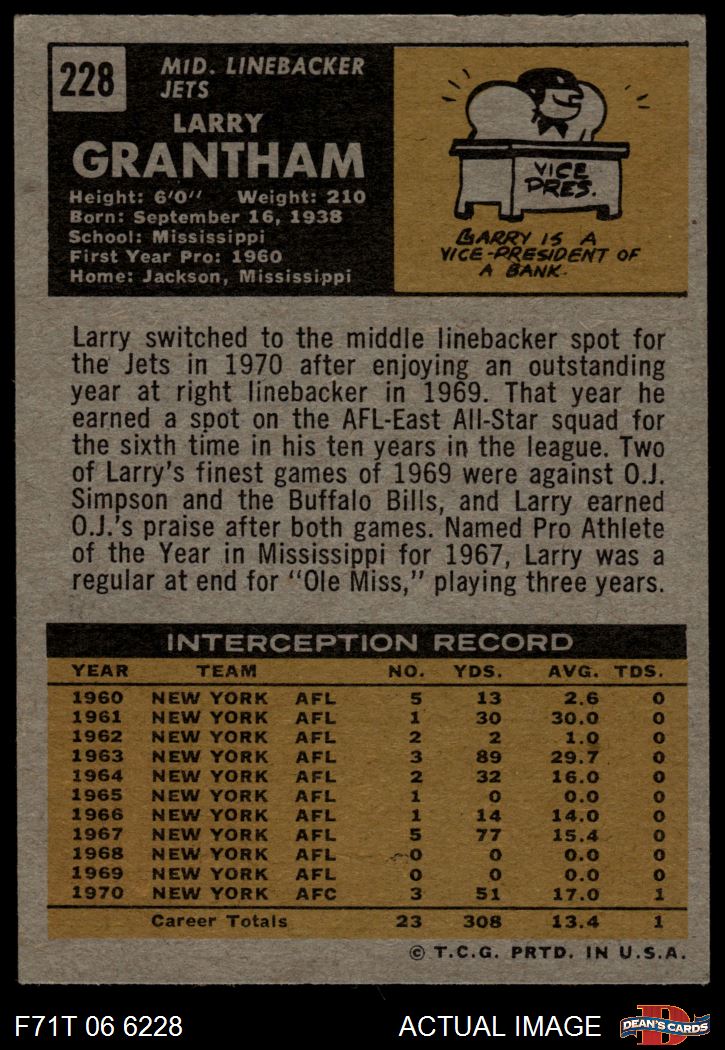 228
MID. LINEBACKER
JETS
LARRY
GRANTHAM
Height: 6'0" Weight: 210
Born: September 16, 1938
School: Mississippi
First Year Pro: 1960
Home: Jackson, Mississippi
VICE
PRES.
LARRY IS A
VICE-PRESIDENT OF
A BANK.
Larry switched to the middle linebacker spot for
the Jets in 1970 after enjoying an outstanding
year at right linebacker in 1969. That year he
earned a spot on the AFL-East All-Star squad for
the sixth time in his ten years in the league. Two
of Larry's finest games of 1969 were against O.J.
Simpson and the Buffalo Bills, and Larry earned
O.J.'s praise after both games. Named Pro Athlete
of the Year in Mississippi for 1967, Larry was a
regular at end for "Ole Miss," playing three years.
INTERCEPTION RECORD
YEAR TEAM NO. YDS. AVG. TDS.
1960 NEW YORK AFL 5 13 2.6 0
1961 NEW YORK AFL 1 30 30.0 0
1962 NEW YORK AFL 2 2 1.0 0
1963 NEW YORK AFL 3 89 29.7 0
1964 NEW YORK AFL 2 32 16.0 0
1965 NEW YORK AFL 1 0 0.0 0
1966 NEW YORK AFL 1 14 14.0 0
1967 NEW YORK AFL 5 77 15.4 0
1968 NEW YORK AFL 0 0 0.0 0
1969 NEW YORK AFL 0 0 0.0 0
1970 NEW YORK AFC 3 51 17.0 1
Career Totals 23 308 13.4 1
© T.C.G. PRTD. IN U.S.A.
F71T 06 6228 ACTUAL IMAGE
D
DEAN'S CARDS